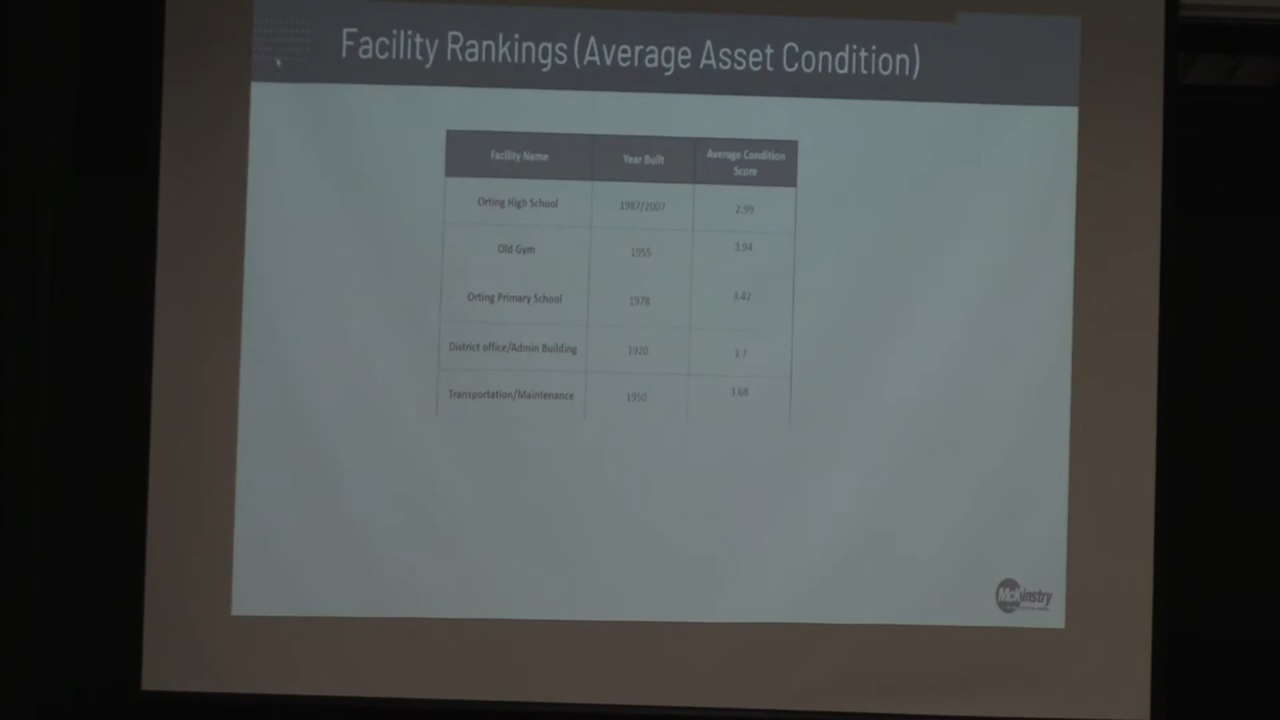 Facility Rankings (Average Asset Condition)
Facility Name Year Built Average Condition Score
Orting High School 1987/2007 2.99
Old Gym 1955 3.94
Orting Primary School 1978 3.42
District office/Admin Building 1920 3.7
Transportation/Maintenance 1950 3.68
McKinstry